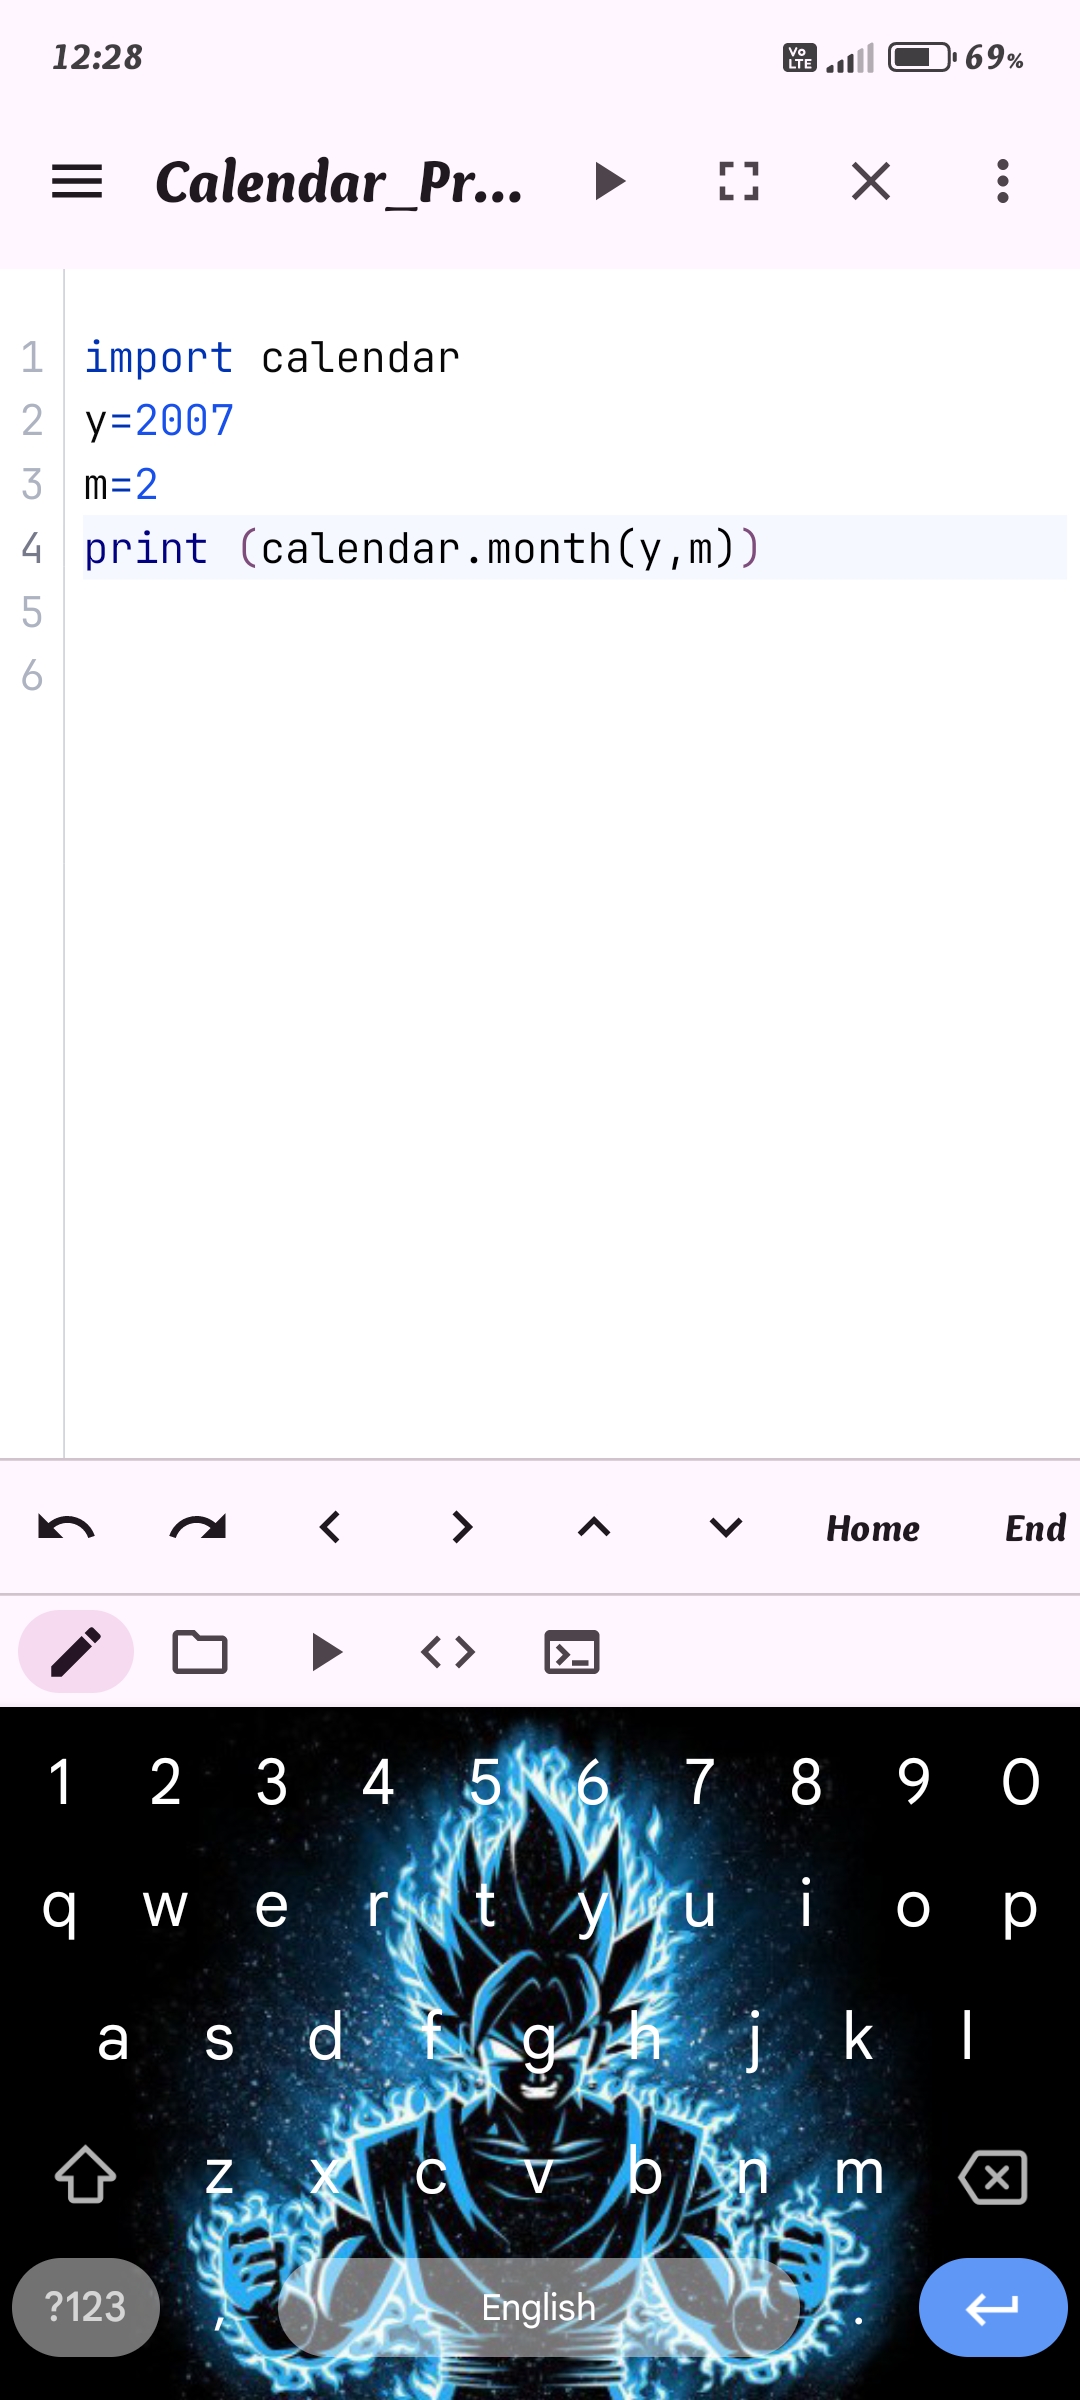 12:28 Vo LTE 69%
Calendar_Pr...
1 import calendar
2 y=2007
3 m=2
4 print (calendar.month(y,m))
5
6
Home End
1 2 3 4 5 6 7 8 9 0
q w e r t y u i o p
a s d f g h j k l
z x c v b n m
?123 , English .